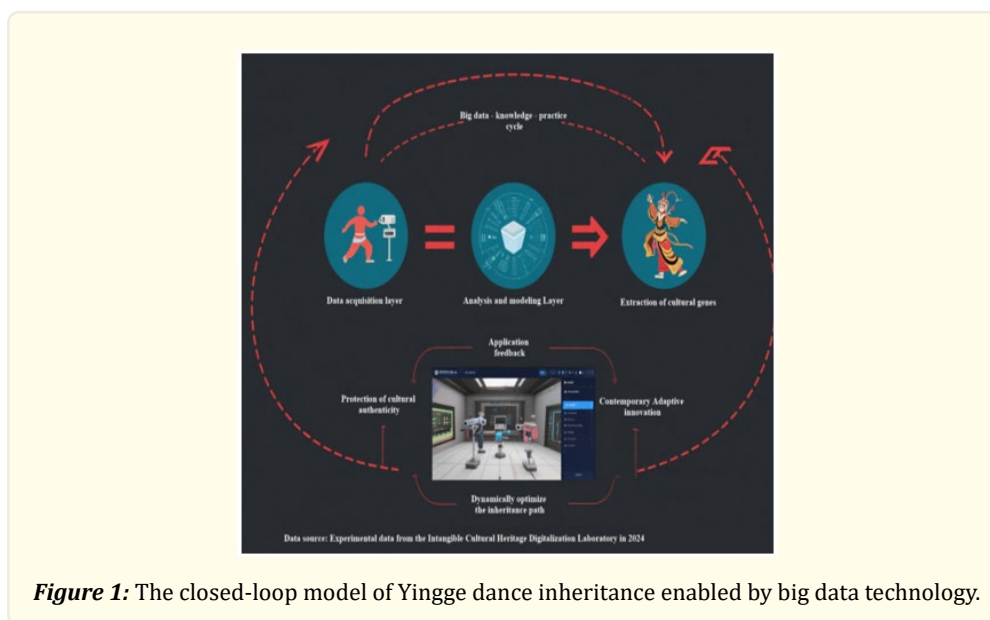 Big data - knowledge - practice
cycle
Data acquisition layer
Analysis and modeling Layer
Extraction of cultural genes
Application
feedback
Protection of cultural
authenticity
Contemporary Adaptive
innovation
Dynamically optimize
the inheritance path
Data source: Experimental data from the Intangible Cultural Heritage Digitalization Laboratory in 2024
Figure 1: The closed-loop model of Yingge dance inheritance enabled by big data technology.